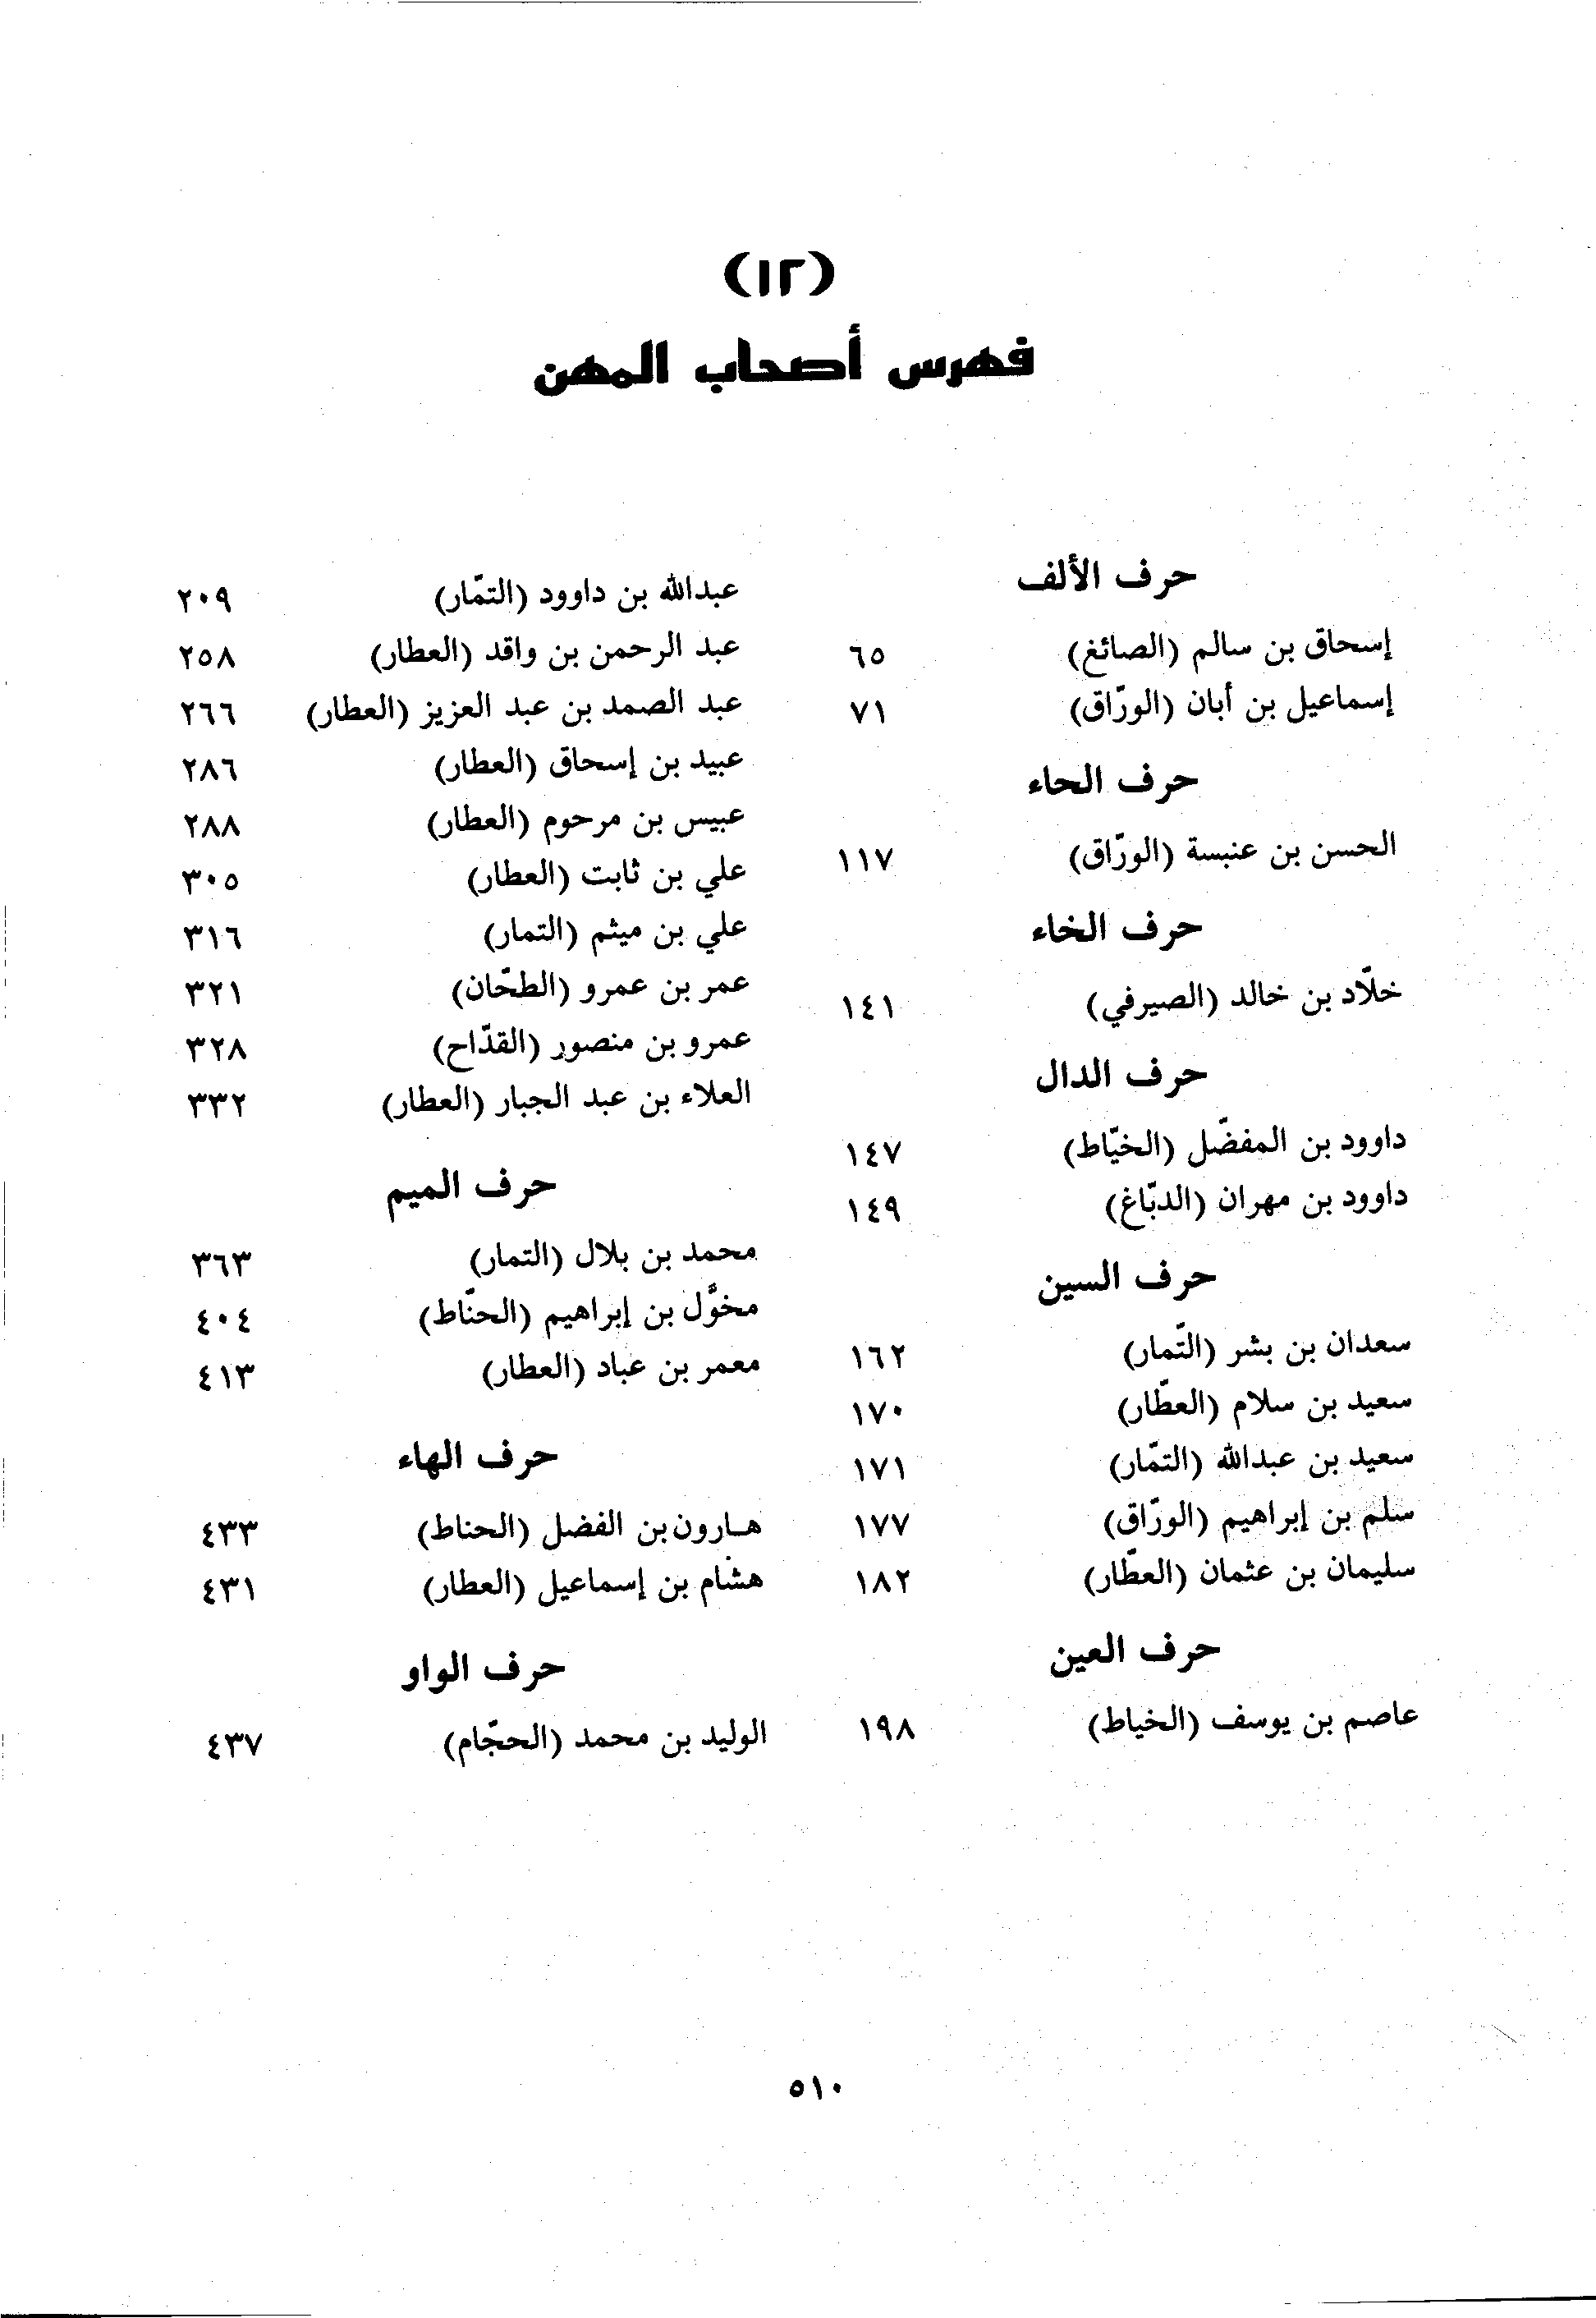 (١٢)
فهرس أصحاب المهن
حرف الألف
إسحاق بن سالم (الصائغ) ٦٥
إسماعيل بن أبان (الورّاق) ٧١
حرف الحاء
الحسن بن عنبسة (الورّاق) ١١٧
حرف الخاء
خلّاد بن خالد (الصيرفي) ١٤١
حرف الدال
داوود بن المفضّل (الخيّاط) ١٤٧
داوود بن مهران (الدبّاغ) ١٤٩
حرف السين
سعدان بن بشر (التّمار) ١٦٢
سعيد بن سلام (العطّار) ١٧٠
سعيد بن عبدالله (التمّار) ١٧١
سلم بن إبراهيم (الورّاق) ١٧٧
سليمان بن عثمان (العطّار) ١٨٢
حرف العين
عاصم بن يوسف (الخياط) ١٩٨
عبدالله بن داوود (التمّار) ٢٠٩
عبد الرحمن بن واقد (العطار) ٢٥٨
عبد الصمد بن عبد العزيز (العطار) ٢٦٦
عبيد بن إسحاق (العطار) ٢٨٦
عبيس بن مرحوم (العطار) ٢٨٨
علي بن ثابت (العطار) ٣٠٥
علي بن ميثم (التمار) ٣١٦
عمر بن عمرو (الطحّان) ٣٢١
عمرو بن منصور (القدّاح) ٣٢٨
العلاء بن عبد الجبار (العطار) ٣٣٢
حرف الميم
محمد بن بلال (التمار) ٣٦٣
مخوَّل بن إبراهيم (الحنّاط) ٤٠٤
معمر بن عباد (العطار) ٤١٣
حرف الهاء
هـارون بن الفضل (الحناط) ٤٣٣
هشام بن إسماعيل (العطار) ٤٣١
حرف الواو
الوليد بن محمد (الحجّام) ٤٣٧
٥١٠